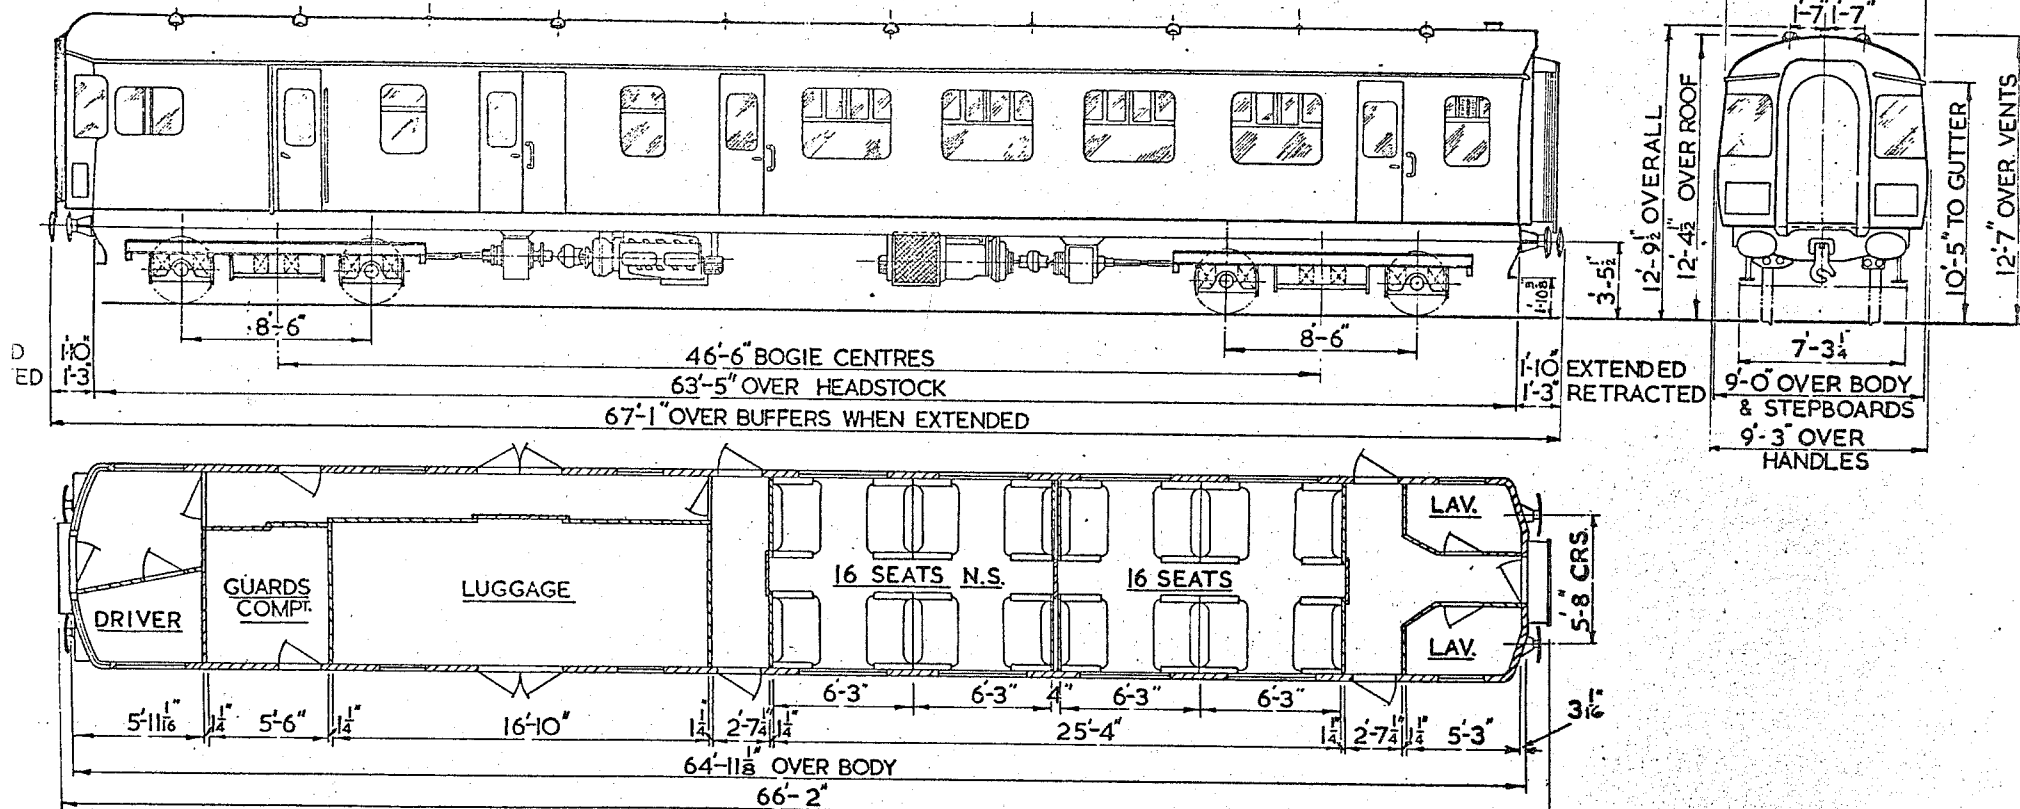 1'-7" 1'-7"
12'-9½" OVERALL
12'-4½" OVER ROOF
10'-5" TO GUTTER
12'-7" OVER VENTS
3'-5½"
8'-6"
8'-6"
7'-3¼"
D
ED
1'-10"
1'-3"
46'-6" BOGIE CENTRES
63'-5" OVER HEADSTOCK
67'-1" OVER BUFFERS WHEN EXTENDED
1'-10" EXTENDED
1'-3" RETRACTED
9'-0" OVER BODY
& STEPBOARDS
9'-3" OVER
HANDLES
DRIVER
GUARDS
COMPT.
LUGGAGE
16 SEATS N.S.
16 SEATS
LAV.
LAV.
5'-8" CRS.
6'-3" 6'-3" 4" 6'-3" 6'-3"
5'-11 1/16" 1¼" 5'-6" 1¼" 16'-10" 1¼" 2'-7¼" 1¼" 25'-4" 1¼" 2'-7¼" 1¼" 5'-3" 3 1/16"
64'-11⅛" OVER BODY
66'-2"